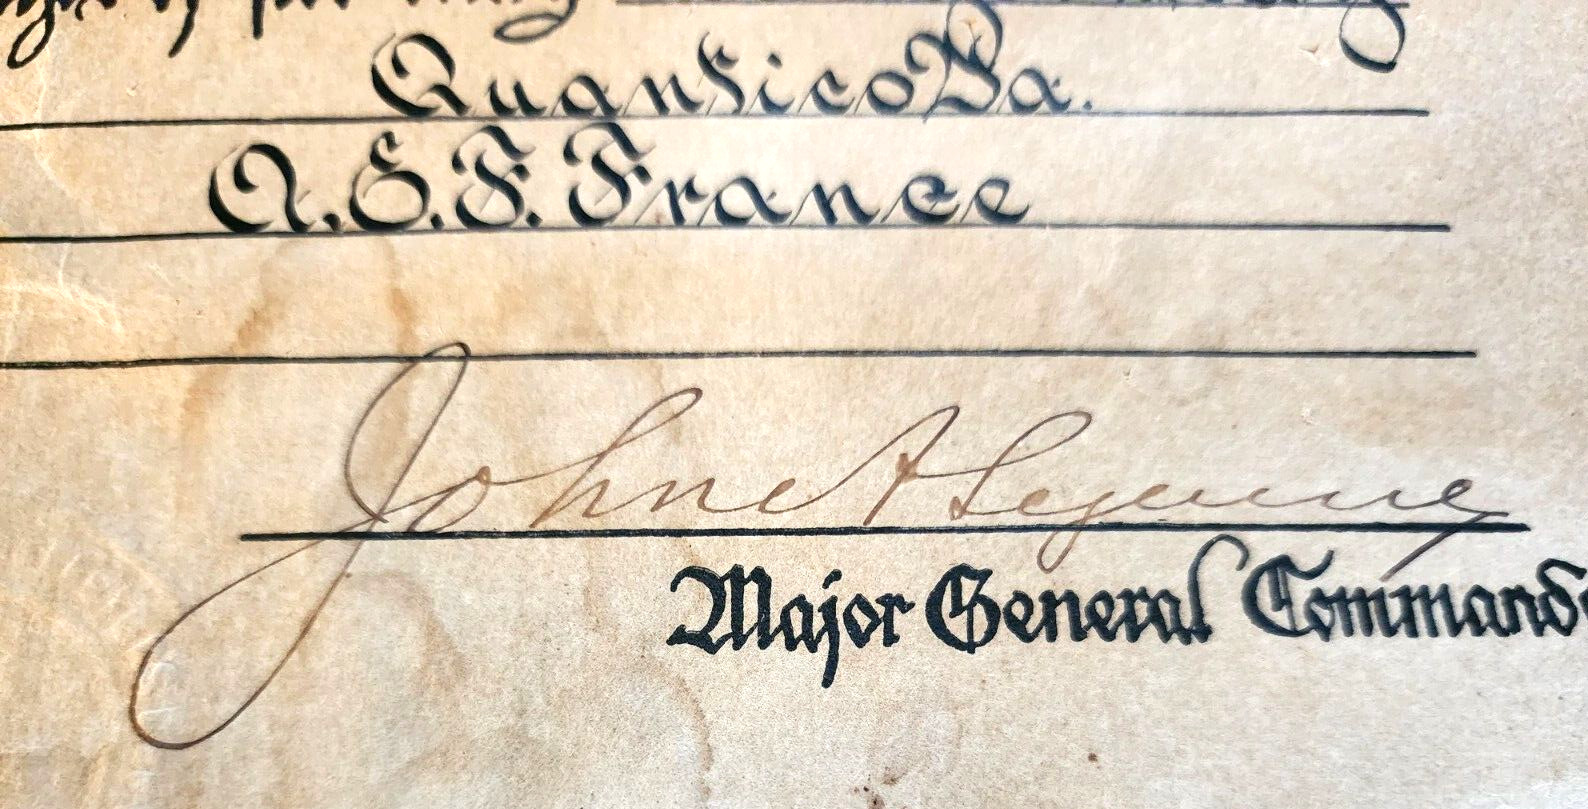 Quantico Va.
A.E.F. France
John A Lejeune
Major General